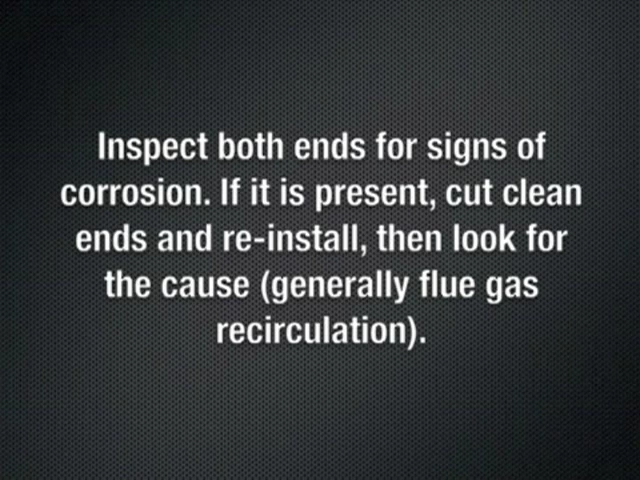 Inspect both ends for signs of
corrosion. If it is present, cut clean
ends and re-install, then look for
the cause (generally flue gas
recirculation).